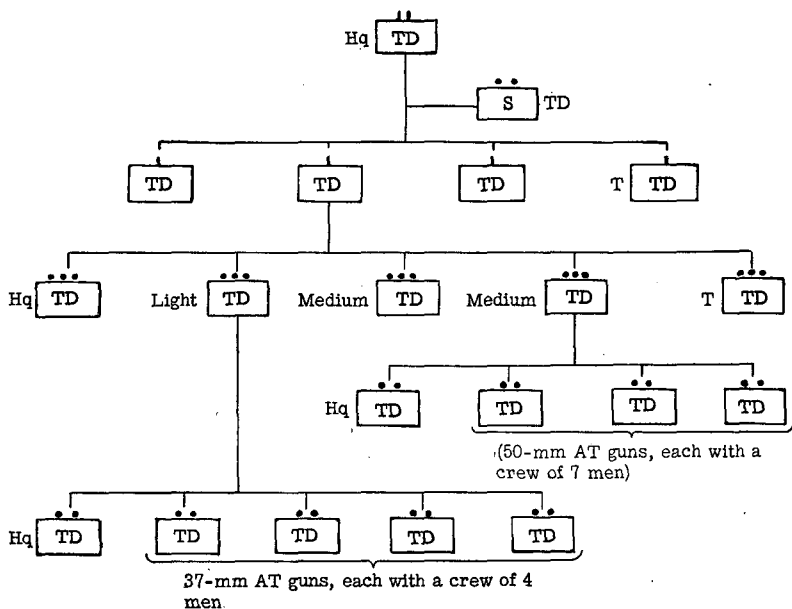 Hq TD
S TD
TD TD TD T TD
Hq TD Light TD Medium TD Medium TD T TD
Hq TD TD TD TD
(50-mm AT guns, each with a
crew of 7 men)
Hq TD TD TD TD TD
37-mm AT guns, each with a crew of 4
men